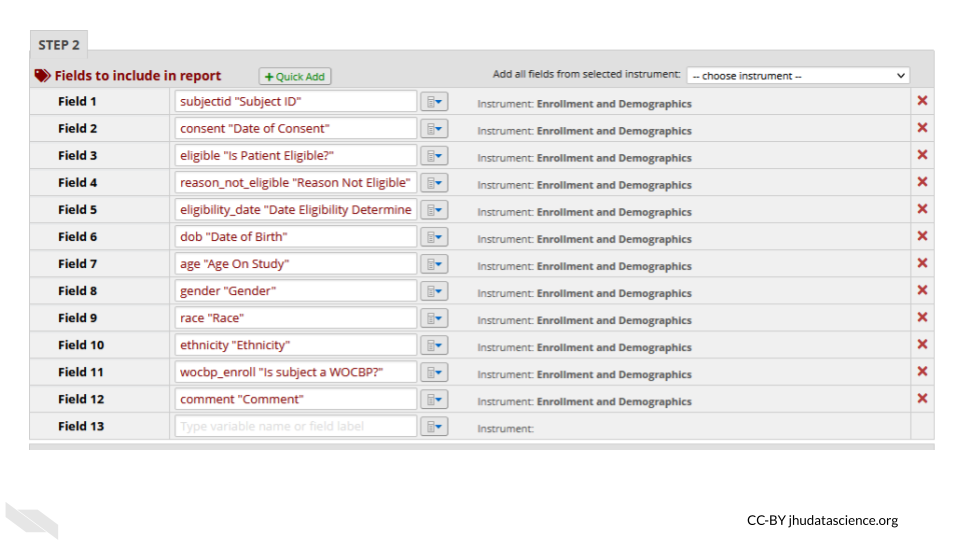 STEP 2
Fields to include in report
+ Quick Add
Add all fields from selected instrument:
-- choose instrument --
Field 1 subjectid "Subject ID" Instrument: Enrollment and Demographics
Field 2 consent "Date of Consent" Instrument: Enrollment and Demographics
Field 3 eligible "Is Patient Eligible?" Instrument: Enrollment and Demographics
Field 4 reason_not_eligible "Reason Not Eligible" Instrument: Enrollment and Demographics
Field 5 eligibility_date "Date Eligibility Determine Instrument: Enrollment and Demographics
Field 6 dob "Date of Birth" Instrument: Enrollment and Demographics
Field 7 age "Age On Study" Instrument: Enrollment and Demographics
Field 8 gender "Gender" Instrument: Enrollment and Demographics
Field 9 race "Race" Instrument: Enrollment and Demographics
Field 10 ethnicity "Ethnicity" Instrument: Enrollment and Demographics
Field 11 wocbp_enroll "Is subject a WOCBP?" Instrument: Enrollment and Demographics
Field 12 comment "Comment" Instrument: Enrollment and Demographics
Field 13 Type variable name or field label Instrument:
CC-BY jhudatascience.org